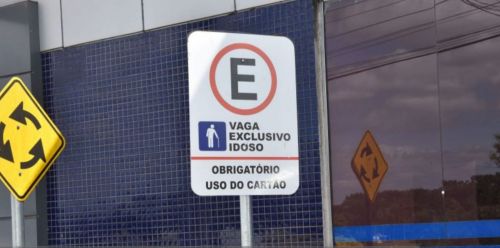 E
VAGA
EXCLUSIVO
IDOSO
OBRIGATÓRIO
USO DO CARTÃO